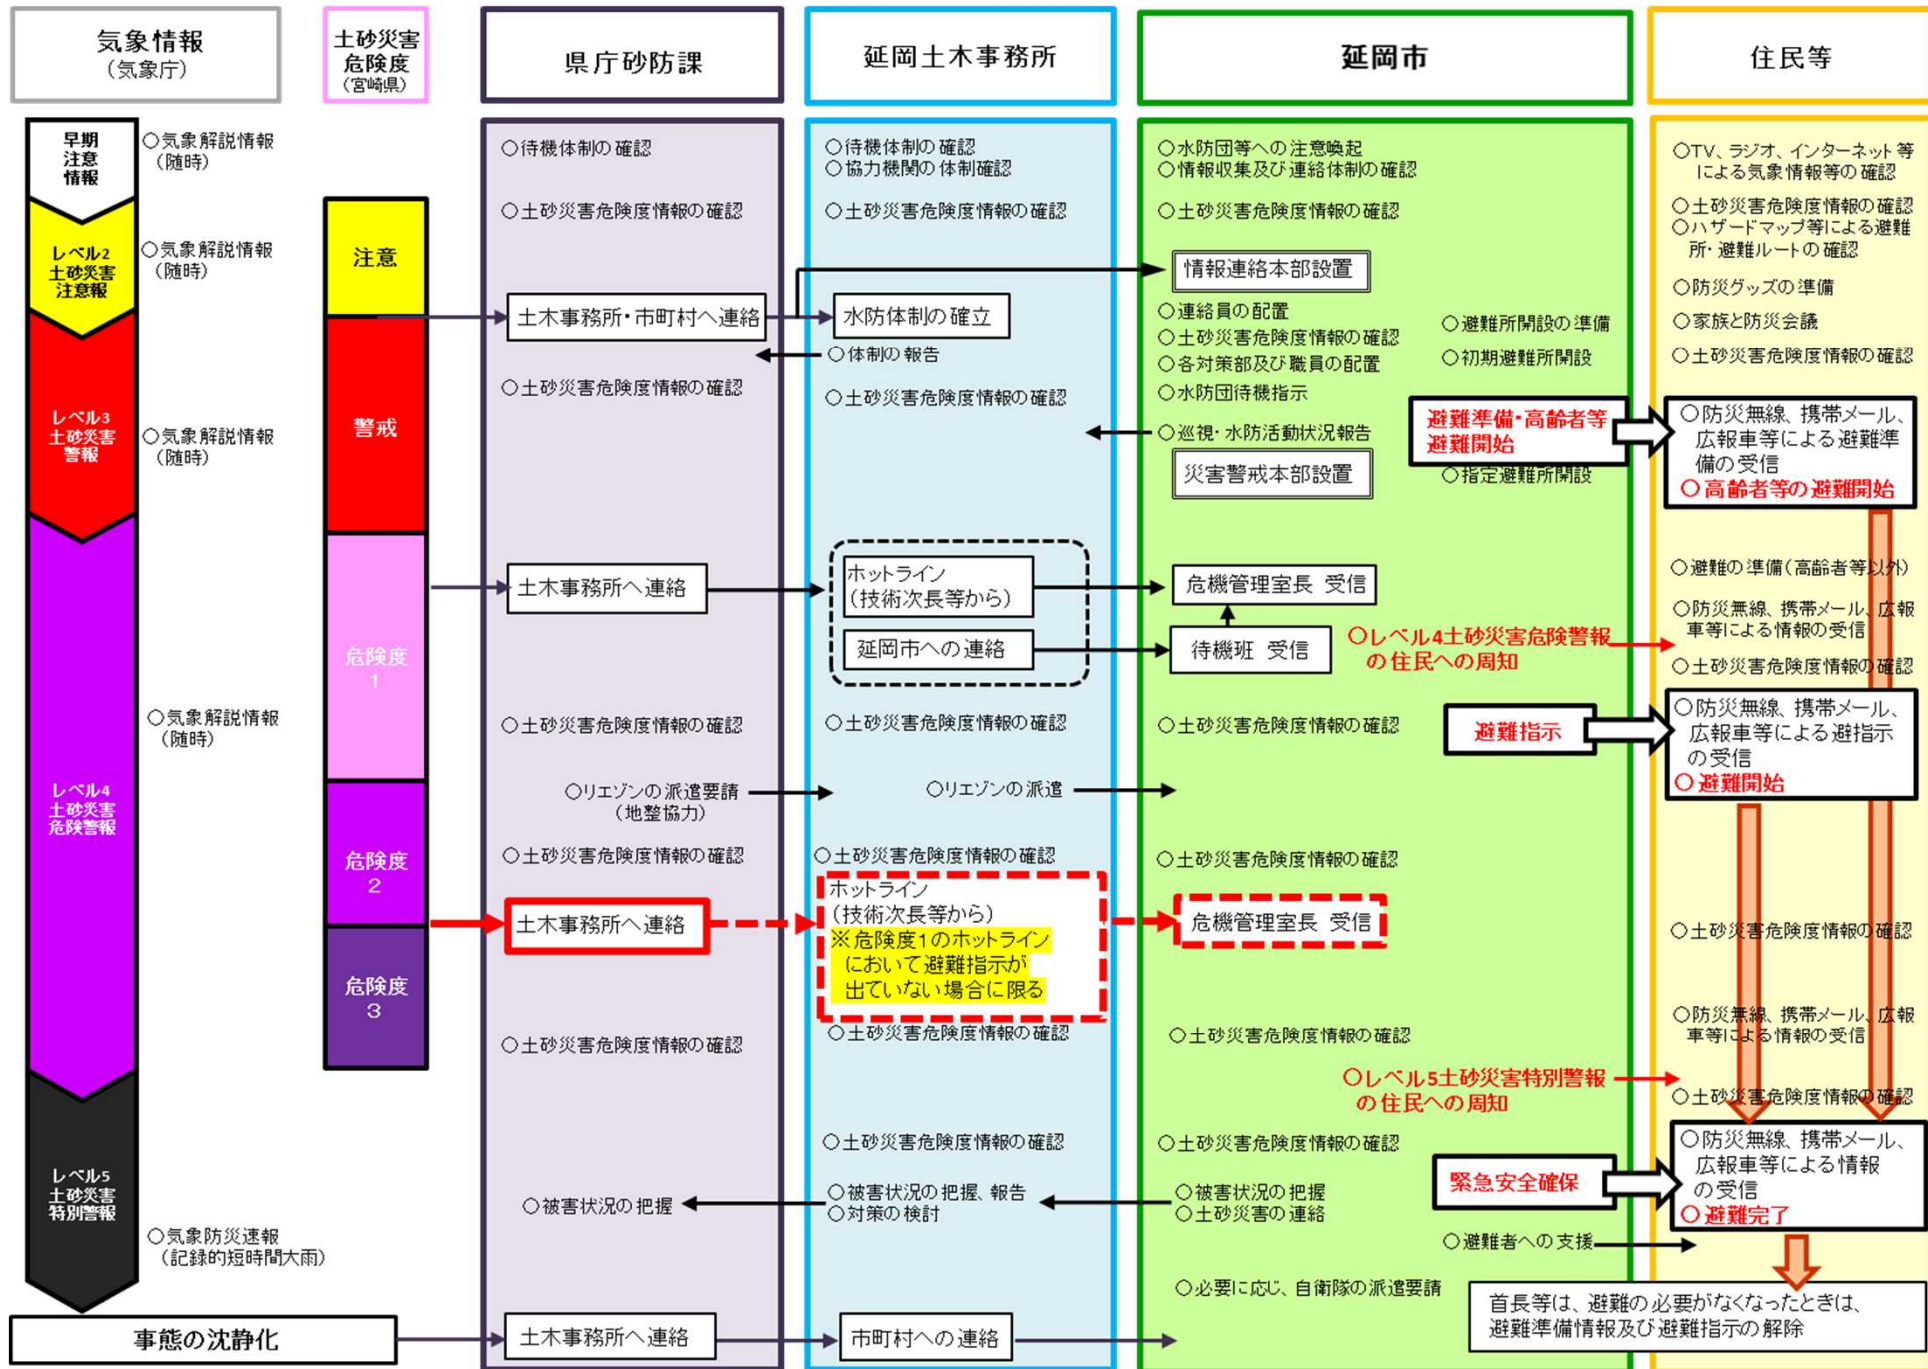 気象情報
(気象庁)
土砂災害
危険度
(宮崎県)
県庁砂防課
延岡土木事務所
延岡市
住民等
早期
注意
情報
○気象解説情報
(随時)
レベル2
土砂災害
注意報
○気象解説情報
(随時)
レベル3
土砂災害
警報
○気象解説情報
(随時)
レベル4
土砂災害
危険警報
○気象解説情報
(随時)
レベル5
土砂災害
特別警報
○気象防災速報
(記録的短時間大雨)
事態の沈静化
注意
警戒
危険度
1
危険度
2
危険度
3
○待機体制の確認
○土砂災害危険度情報の確認
土木事務所・市町村へ連絡
○土砂災害危険度情報の確認
土木事務所へ連絡
○土砂災害危険度情報の確認
○リエゾンの派遣要請
(地整協力)
○土砂災害危険度情報の確認
土木事務所へ連絡
○土砂災害危険度情報の確認
○被害状況の把握
土木事務所へ連絡
○待機体制の確認
○協力機関の体制確認
○土砂災害危険度情報の確認
水防体制の確立
○体制の報告
○土砂災害危険度情報の確認
ホットライン
(技術次長等から)
延岡市への連絡
○土砂災害危険度情報の確認
○リエゾンの派遣
○土砂災害危険度情報の確認
ホットライン
(技術次長等から)
※危険度1のホットライン
において避難指示が
出ていない場合に限る
○土砂災害危険度情報の確認
○土砂災害危険度情報の確認
○被害状況の把握、報告
○対策の検討
市町村への連絡
○水防団等への注意喚起
○情報収集及び連絡体制の確認
○土砂災害危険度情報の確認
情報連絡本部設置
○連絡員の配置
○土砂災害危険度情報の確認
○各対策部及び職員の配置
○水防団待機指示
○避難所開設の準備
○初期避難所開設
避難準備・高齢者等
避難開始
○巡視・水防活動状況報告
災害警戒本部設置
○指定避難所開設
危機管理室長 受信
待機班 受信
○レベル4土砂災害危険警報
の住民への周知
○土砂災害危険度情報の確認
避難指示
○土砂災害危険度情報の確認
危機管理室長 受信
○土砂災害危険度情報の確認
○レベル5土砂災害特別警報
の住民への周知
○土砂災害危険度情報の確認
緊急安全確保
○被害状況の把握
○土砂災害の連絡
○避難者への支援
○必要に応じ、自衛隊の派遣要請
○TV、ラジオ、インターネット等
による気象情報等の確認
○土砂災害危険度情報の確認
○ハザードマップ等による避難
所・避難ルートの確認
○防災グッズの準備
○家族と防災会議
○土砂災害危険度情報の確認
○防災無線、携帯メール、
広報車等による避難準
備の受信
○高齢者等の避難開始
○避難の準備(高齢者等以外)
○防災無線、携帯メール、広報
車等による情報の受信
○土砂災害危険度情報の確認
○防災無線、携帯メール、
広報車等による避指示
の受信
○避難開始
○土砂災害危険度情報の確認
○防災無線、携帯メール、広報
車等による情報の受信
○土砂災害危険度情報の確認
○防災無線、携帯メール、
広報車等による情報
の受信
○避難完了
首長等は、避難の必要がなくなったときは、
避難準備情報及び避難指示の解除